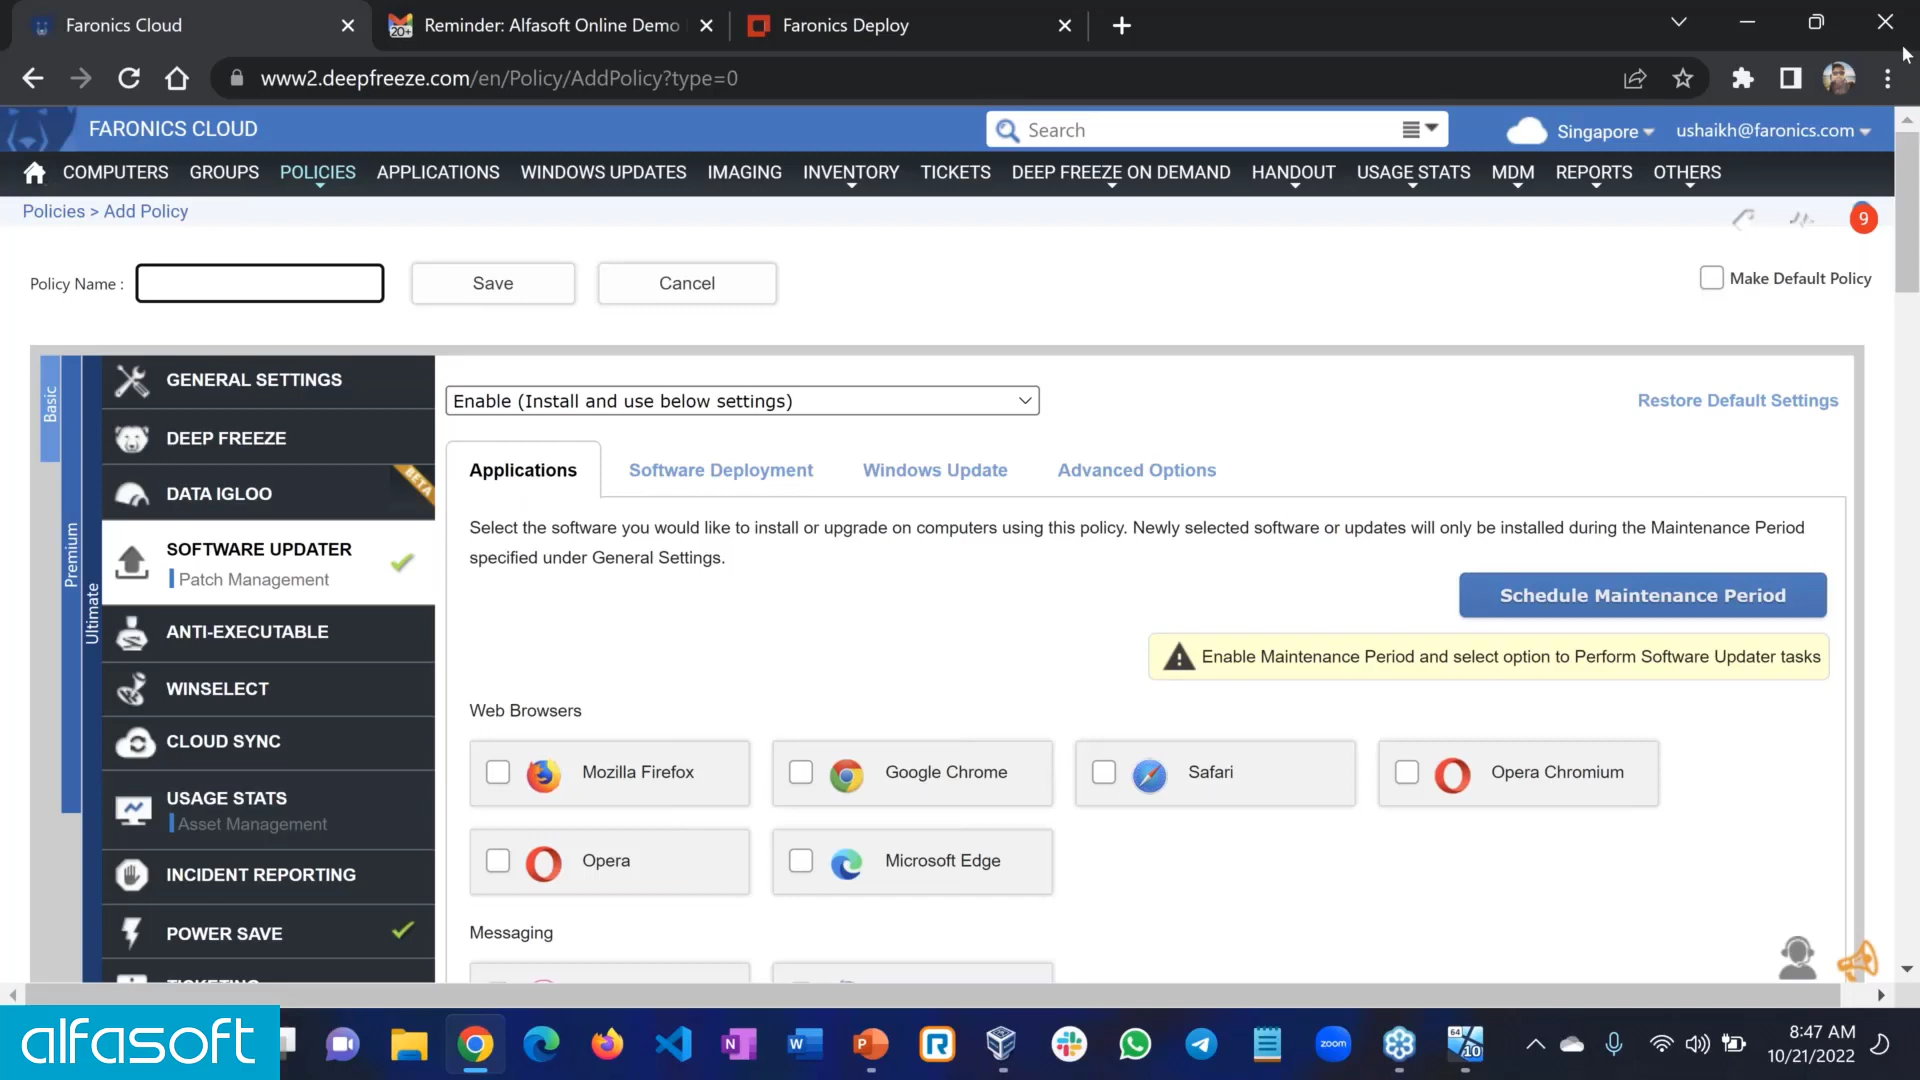 Faronics Cloud
Reminder: Alfasoft Online Demo
Faronics Deploy
www2.deepfreeze.com/en/Policy/AddPolicy?type=0
FARONICS CLOUD
Search
Singapore
ushaikh@faronics.com
COMPUTERS GROUPS POLICIES APPLICATIONS WINDOWS UPDATES IMAGING INVENTORY TICKETS DEEP FREEZE ON DEMAND HANDOUT USAGE STATS MDM REPORTS OTHERS
Policies > Add Policy
9
Policy Name :
Save
Cancel
Make Default Policy
Basic
Premium
Ultimate
GENERAL SETTINGS
DEEP FREEZE
DATA IGLOO
BETA
SOFTWARE UPDATER
Patch Management
ANTI-EXECUTABLE
WINSELECT
CLOUD SYNC
USAGE STATS
Asset Management
INCIDENT REPORTING
POWER SAVE
TICKETING
Enable (Install and use below settings)
Restore Default Settings
Applications
Software Deployment
Windows Update
Advanced Options
Select the software you would like to install or upgrade on computers using this policy. Newly selected software or updates will only be installed during the Maintenance Period
specified under General Settings.
Schedule Maintenance Period
Enable Maintenance Period and select option to Perform Software Updater tasks
Web Browsers
Mozilla Firefox
Google Chrome
Safari
Opera Chromium
Opera
Microsoft Edge
Messaging
alfasoft
zoom
64
10
8:47 AM
10/21/2022